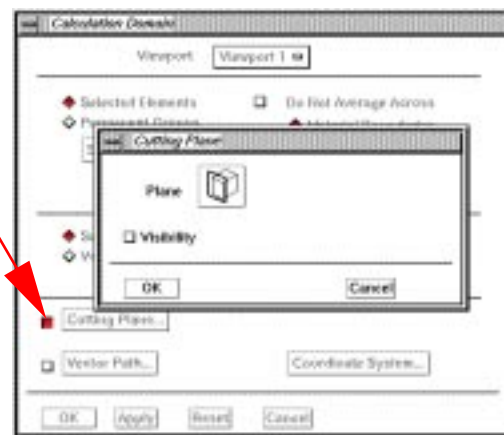 Calculation Domain
Viewport Viewport 1
Selected Elements Do Not Average Across
Cutting Plane
Plane
Visibility
OK Cancel
Cutting Plane...
Vector Path... Coordinate System...
OK Apply Reset Cancel